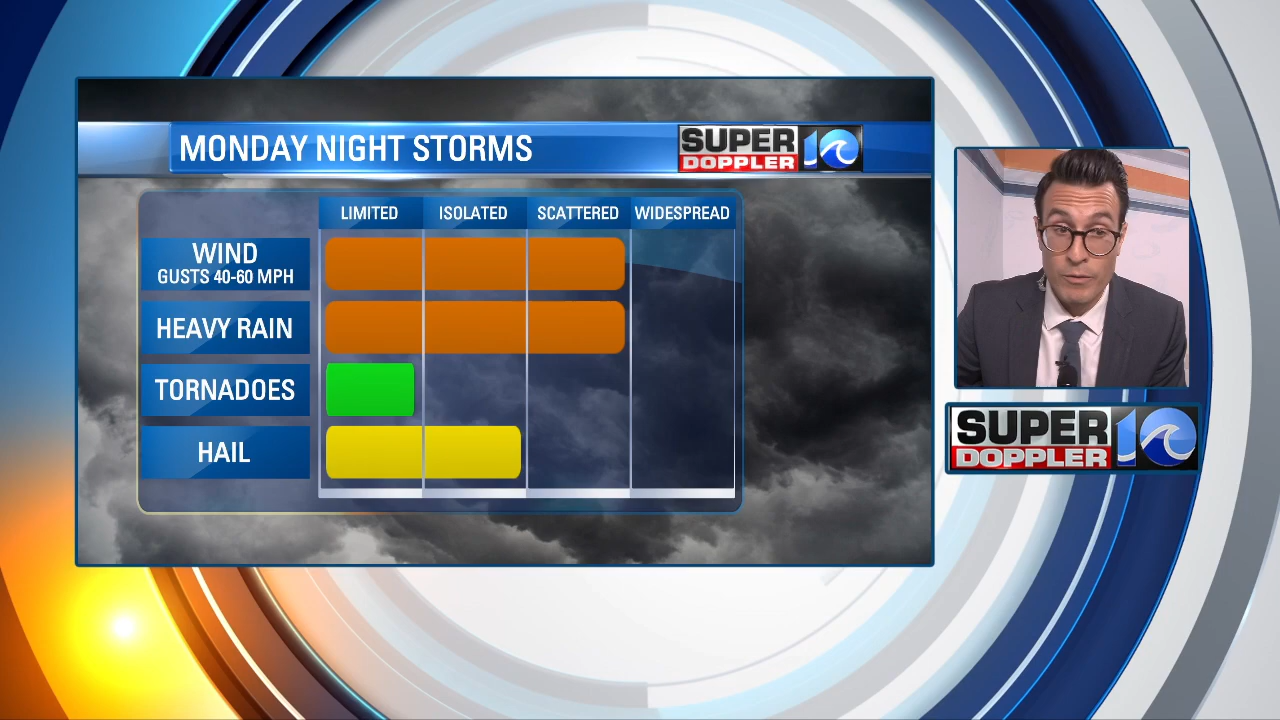 MONDAY NIGHT STORMS
SUPER
DOPPLER 10
LIMITED ISOLATED SCATTERED WIDESPREAD
WIND
GUSTS 40-60 MPH
HEAVY RAIN
TORNADOES
HAIL
SUPER
DOPPLER 10